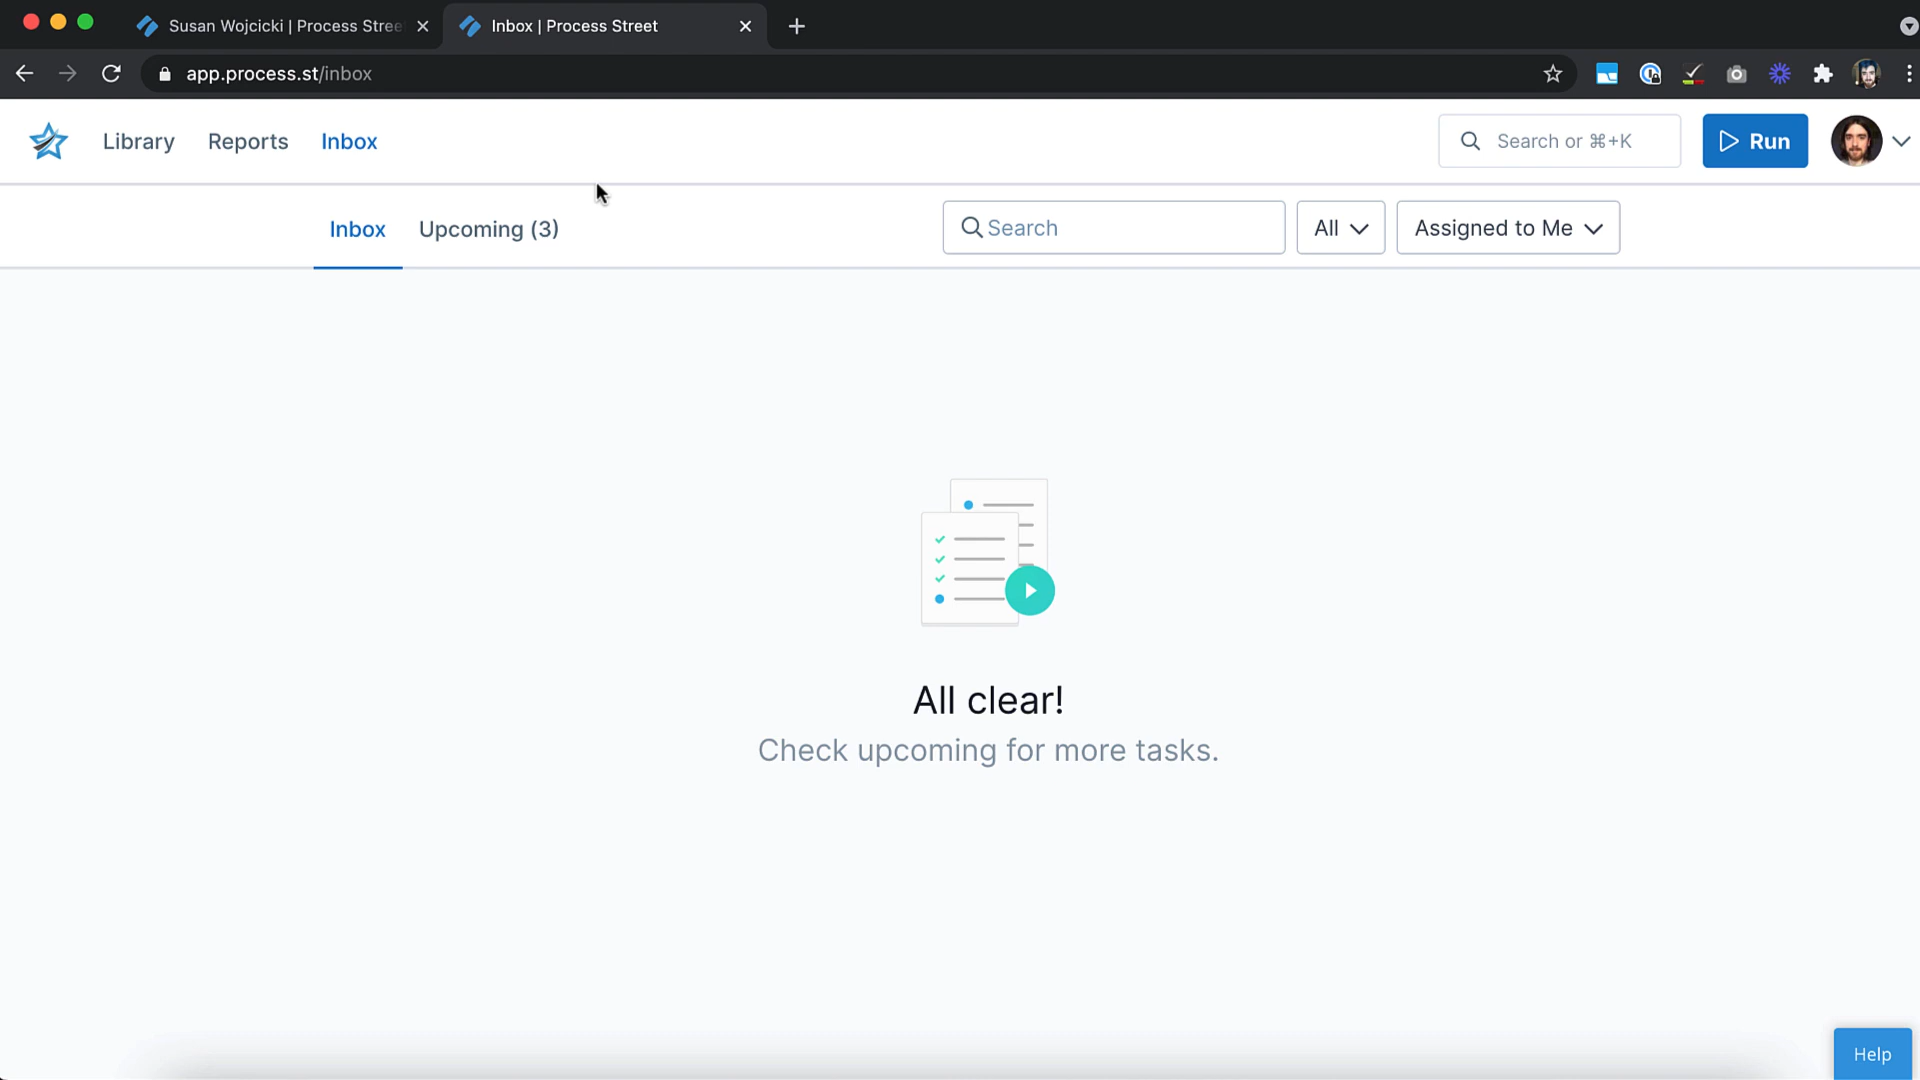 Susan Wojcicki | Process Stree
Inbox | Process Street
app.process.st/inbox
Library
Reports
Inbox
Search or ⌘+K
Run
Inbox
Upcoming (3)
Search
All
Assigned to Me
All clear!
Check upcoming for more tasks.
Help